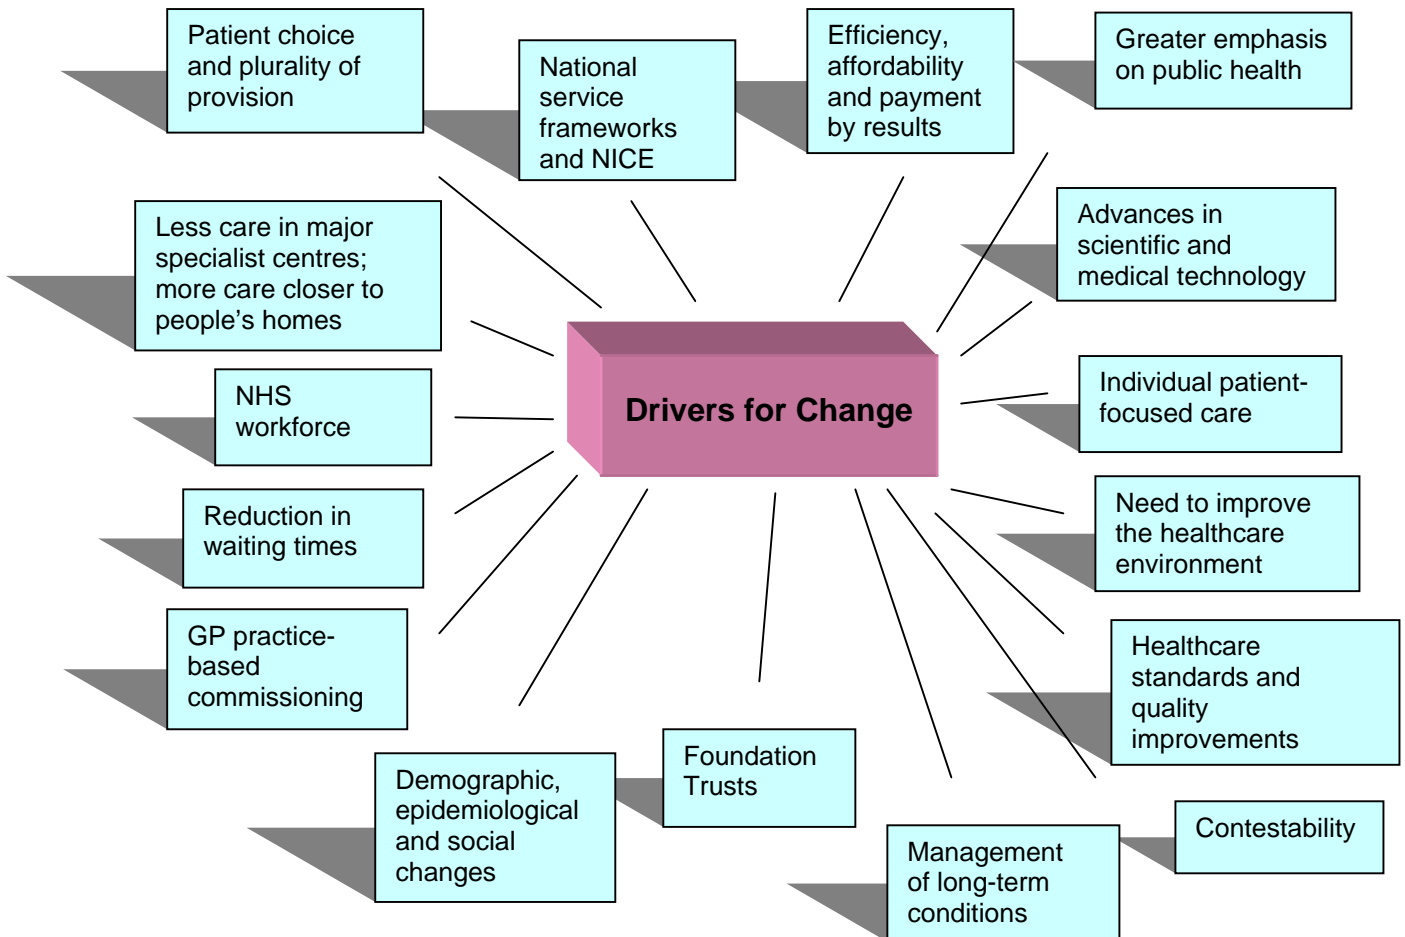 Patient choice
and plurality of
provision
National
service
frameworks
and NICE
Efficiency,
affordability
and payment
by results
Greater emphasis
on public health
Less care in major
specialist centres;
more care closer to
people's homes
Advances in
scientific and
medical technology
NHS
workforce
Drivers for Change
Individual patient-
focused care
Reduction in
waiting times
Need to improve
the healthcare
environment
GP practice-
based
commissioning
Healthcare
standards and
quality
improvements
Demographic,
epidemiological
and social
changes
Foundation
Trusts
Management
of long-term
conditions
Contestability